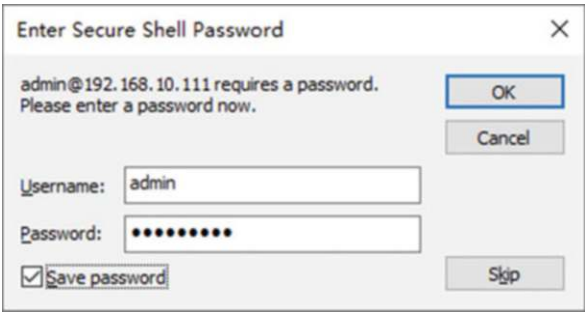 Enter Secure Shell Password
admin@192.168.10.111 requires a password.
Please enter a password now.
OK
Cancel
Username: admin
Password: •••••••••
Save password
Skip